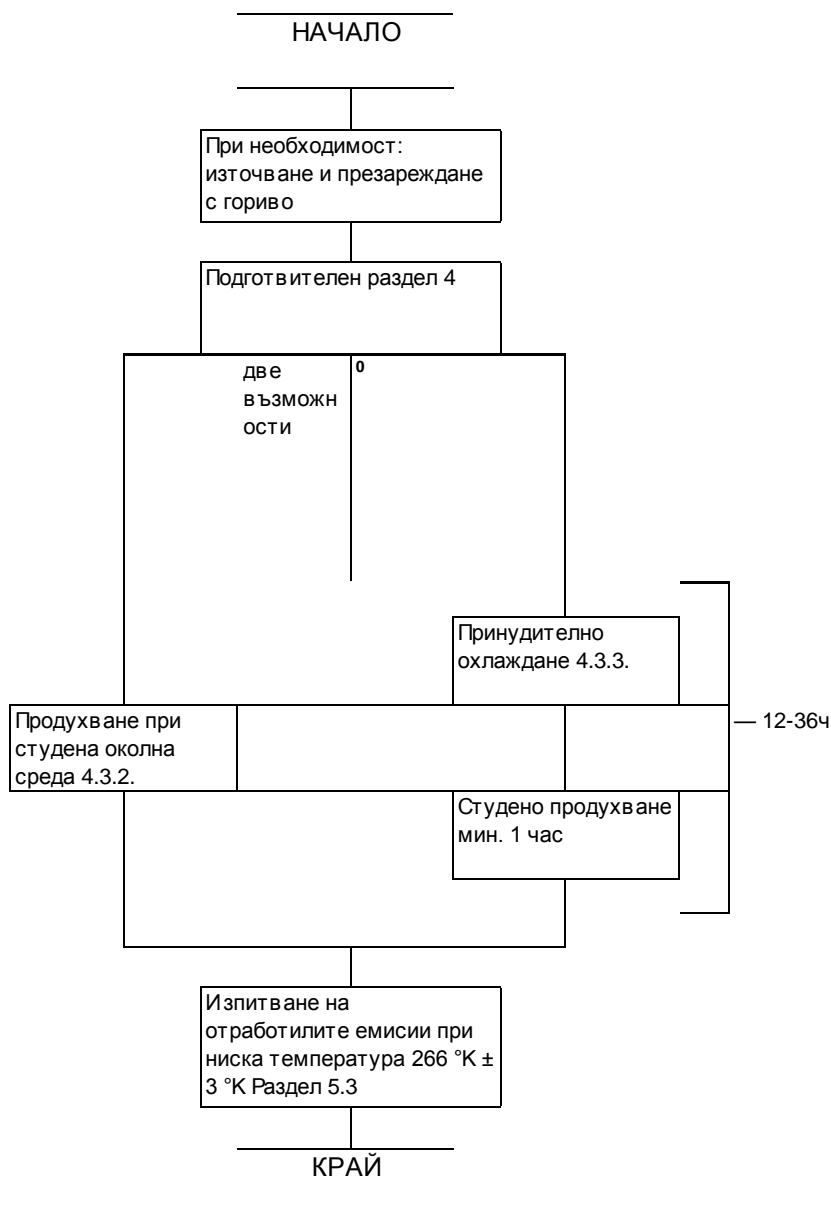 НАЧАЛО
При необходимост:
източване и презареждане
с гориво
Подготвителен раздел 4
две
възможн
ости
0
Принудително
охлаждане 4.3.3.
Продухване при
студена околна
среда 4.3.2.
— 12-36ч
Студено продухване
мин. 1 час
Изпитване на
отработилите емисии при
ниска температура 266 °K ±
3 °K Раздел 5.3
КРАЙ